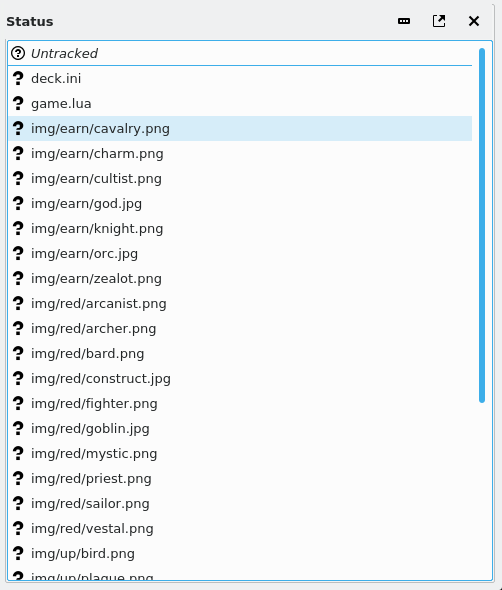 Status
Untracked
deck.ini
game.lua
img/earn/cavalry.png
img/earn/charm.png
img/earn/cultist.png
img/earn/god.jpg
img/earn/knight.png
img/earn/orc.jpg
img/earn/zealot.png
img/red/arcanist.png
img/red/archer.png
img/red/bard.png
img/red/construct.jpg
img/red/fighter.png
img/red/goblin.jpg
img/red/mystic.png
img/red/priest.png
img/red/sailor.png
img/red/vestal.png
img/up/bird.png
img/up/plague.png